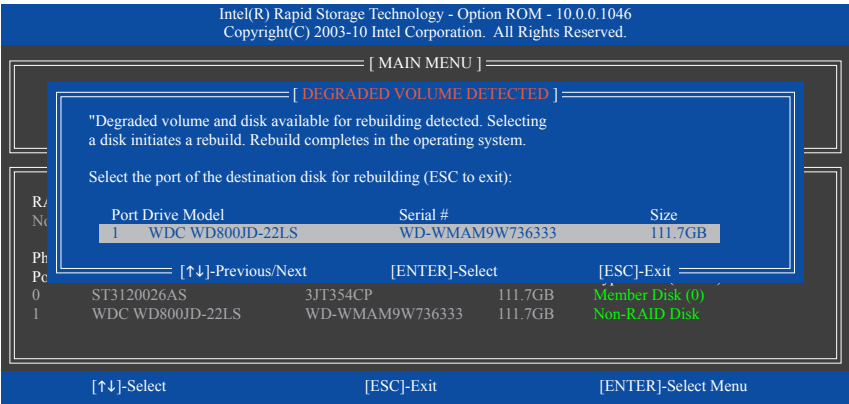 Intel(R) Rapid Storage Technology - Option ROM - 10.0.0.1046
Copyright(C) 2003-10 Intel Corporation. All Rights Reserved.
[ MAIN MENU ]
[ DEGRADED VOLUME DETECTED ]
"Degraded volume and disk available for rebuilding detected. Selecting
a disk initiates a rebuild. Rebuild completes in the operating system.
Select the port of the destination disk for rebuiding (ESC to exit):
Port Drive Model Serial # Size
1 WDC WD800JD-22LS WD-WMAM9W736333 111.7GB
[↑↓]-Previous/Next [ENTER]-Select [ESC]-Exit
0 ST3120026AS 3JT354CP 111.7GB Member Disk (0)
1 WDC WD800JD-22LS WD-WMAM9W736333 111.7GB Non-RAID Disk
[↑↓]-Select [ESC]-Exit [ENTER]-Select Menu